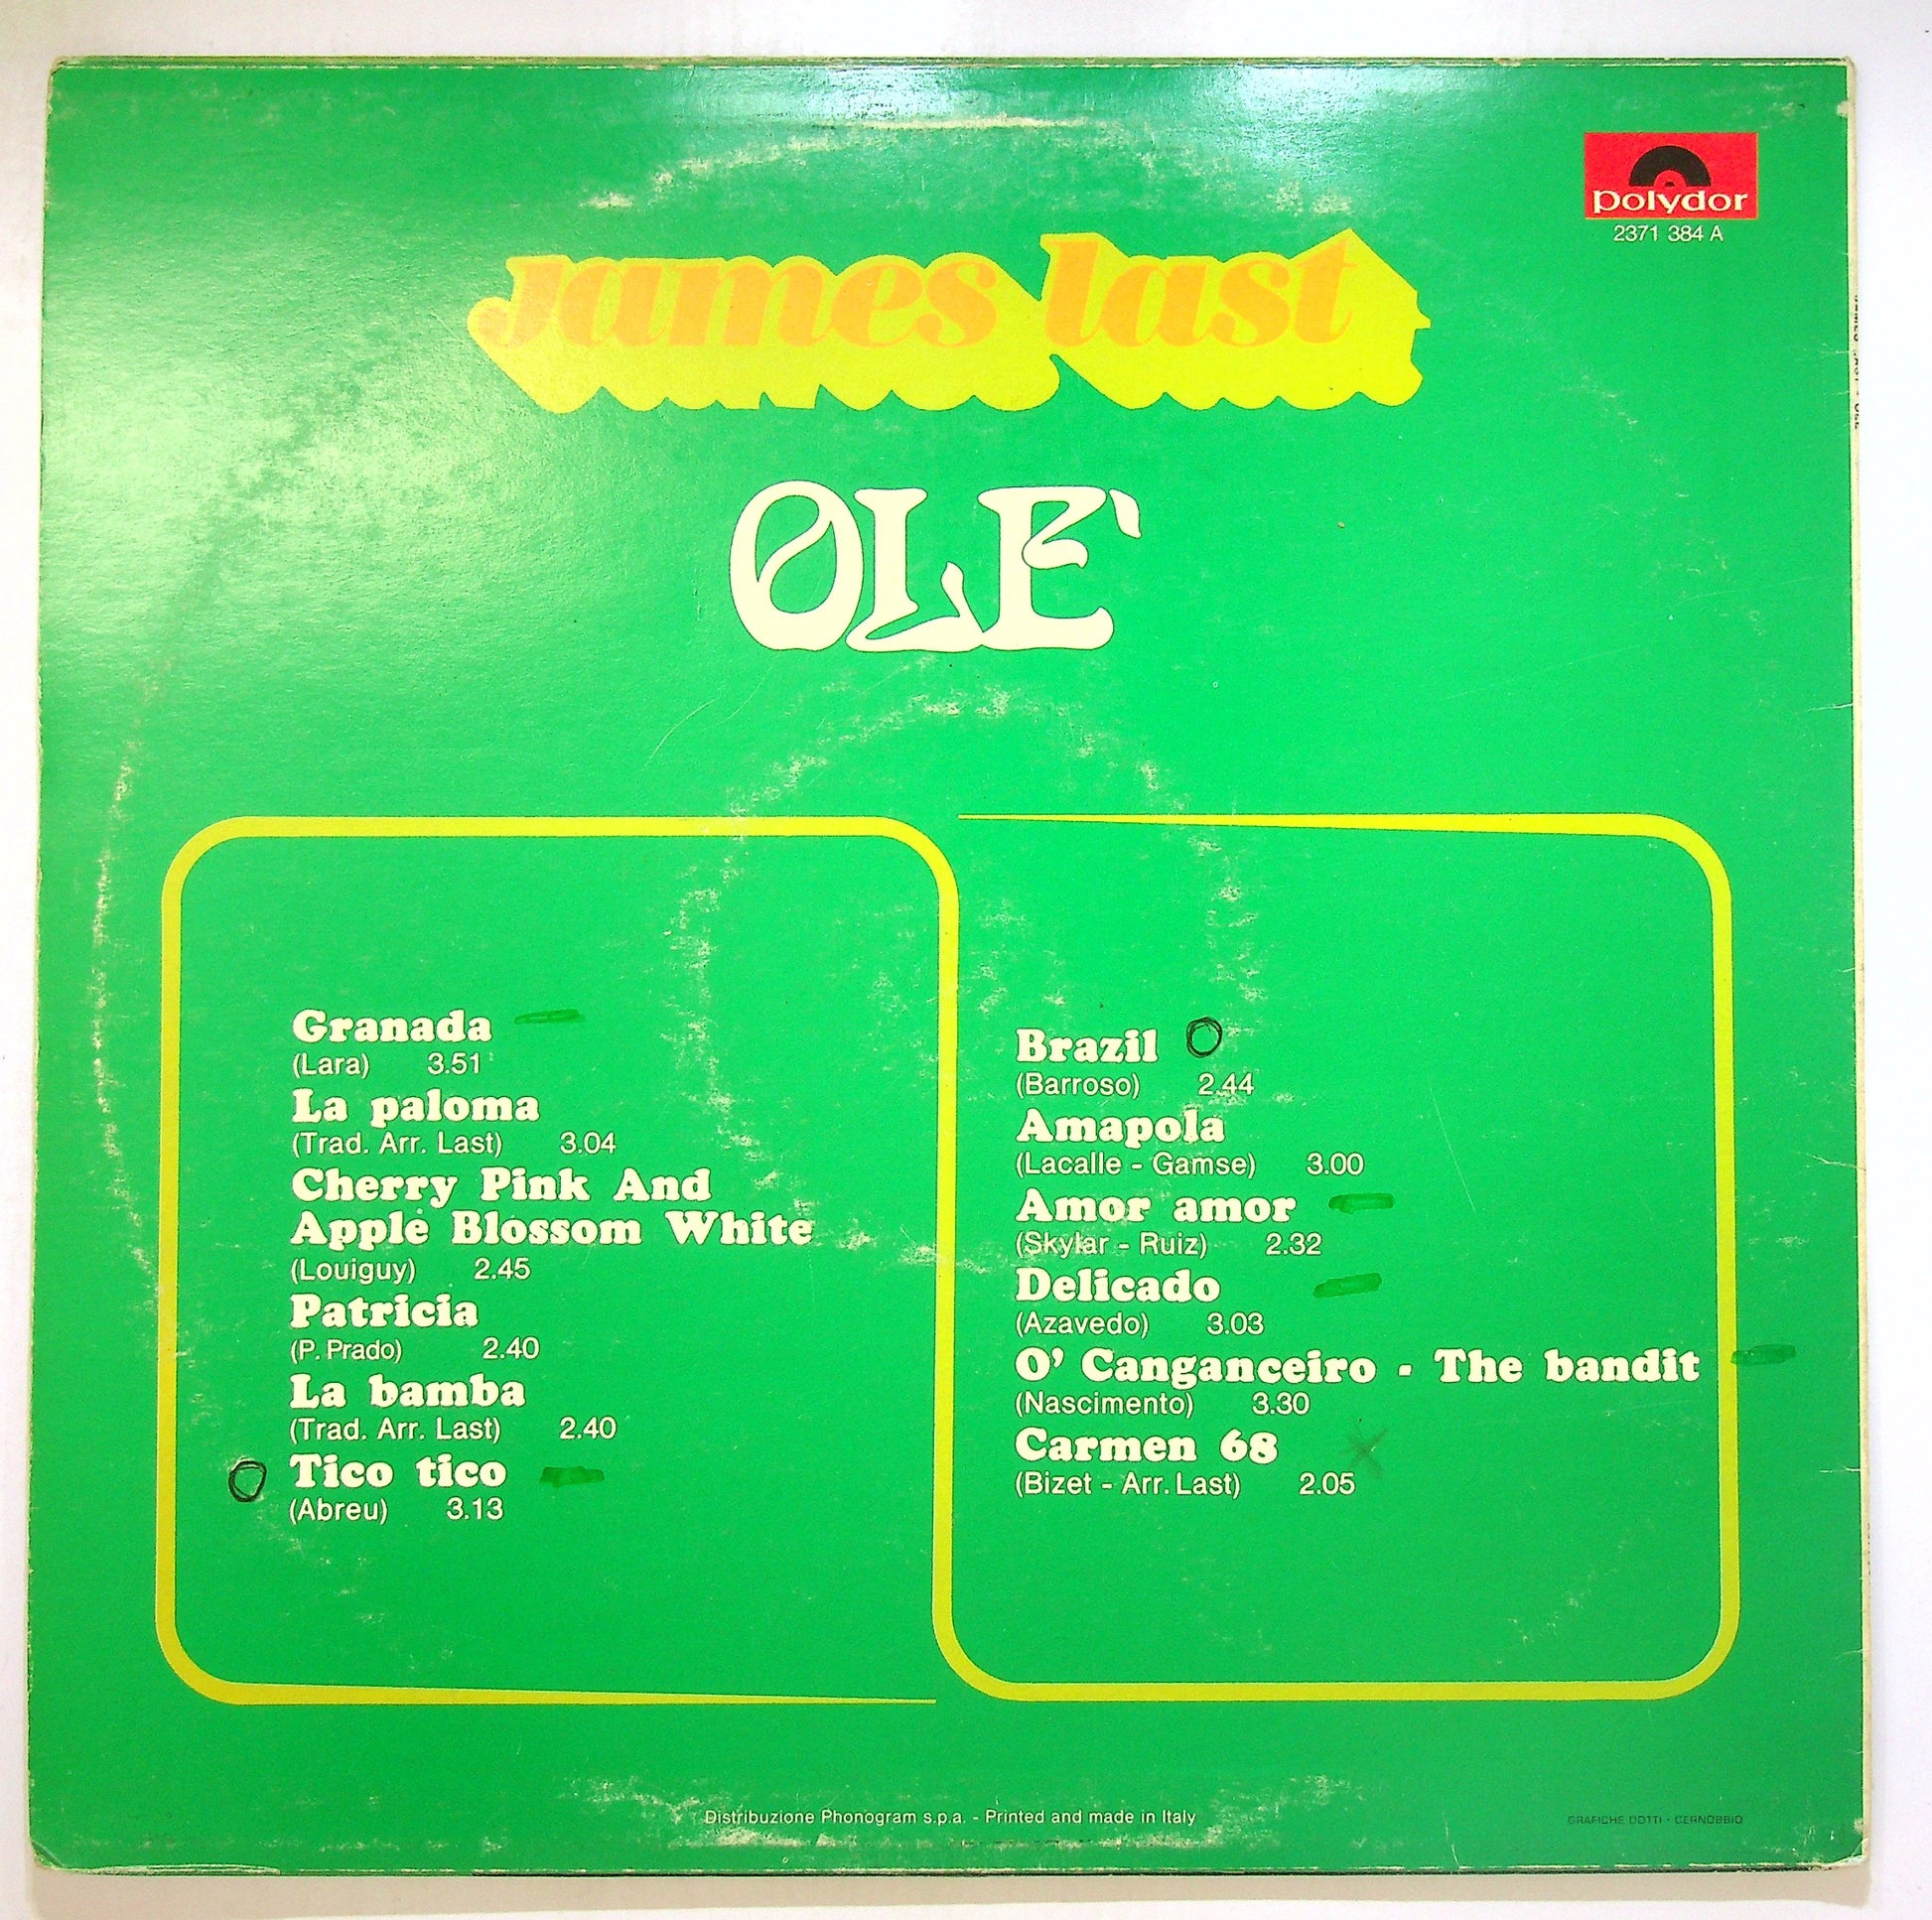 polydor
2371 384 A
james last
OLE'
Granada
(Lara) 3.51
La paloma
(Trad. Arr. Last) 3.04
Cherry Pink And
Apple Blossom White
(Louiguy) 2.45
Patricia
(P. Prado) 2.40
La bamba
(Trad. Arr. Last) 2.40
Tico tico
(Abreu) 3.13
Brazil
(Barroso) 2.44
Amapola
(Lacalle - Gamse) 3.00
Amor amor
(Skylar - Ruiz) 2.32
Delicado
(Azavedo) 3.03
O' Canganceiro - The bandit
(Nascimento) 3.30
Carmen 68
(Bizet - Arr. Last) 2.05
Distribuzione Phonogram s.p.a. - Printed and made in Italy
GRAFICHE DOTTI - CERNOBBIO